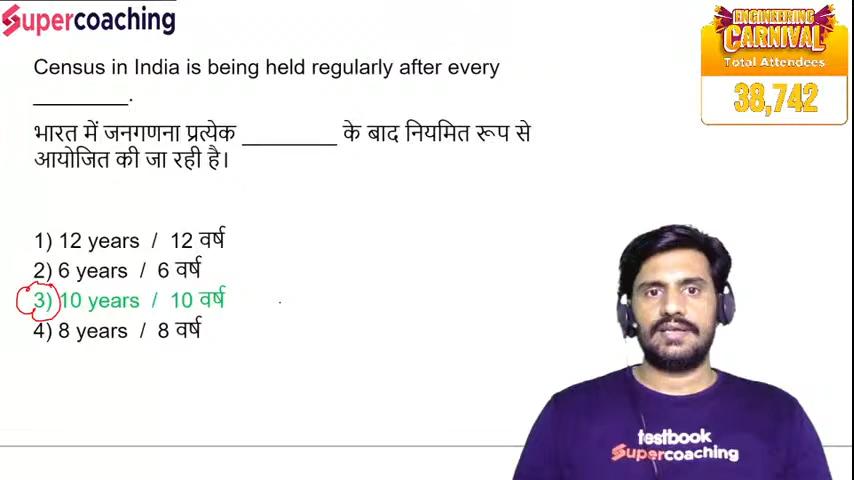 Supercoaching
ENGINEERING
CARNIVAL
Total Attendees
38,742
Census in India is being held regularly after every
_________.
भारत में जनगणना प्रत्येक _________ के बाद नियमित रूप से
आयोजित की जा रही है।
1) 12 years / 12 वर्ष
2) 6 years / 6 वर्ष
3) 10 years / 10 वर्ष
4) 8 years / 8 वर्ष
testbook
Supercoaching